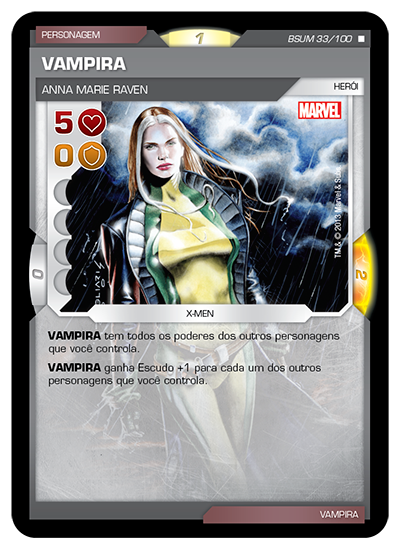 PERSONAGEM
1
BSUM 33/100
VAMPIRA
ANNA MARIE RAVEN
HERÓI
5
MARVEL
0
TM & © 2013 Marvel & Subs.
0
2
X-MEN
VAMPIRA tem todos os poderes dos outros personagens
que você controla.
VAMPIRA ganha Escudo +1 para cada um dos outros
personagens que você controla.
VAMPIRA